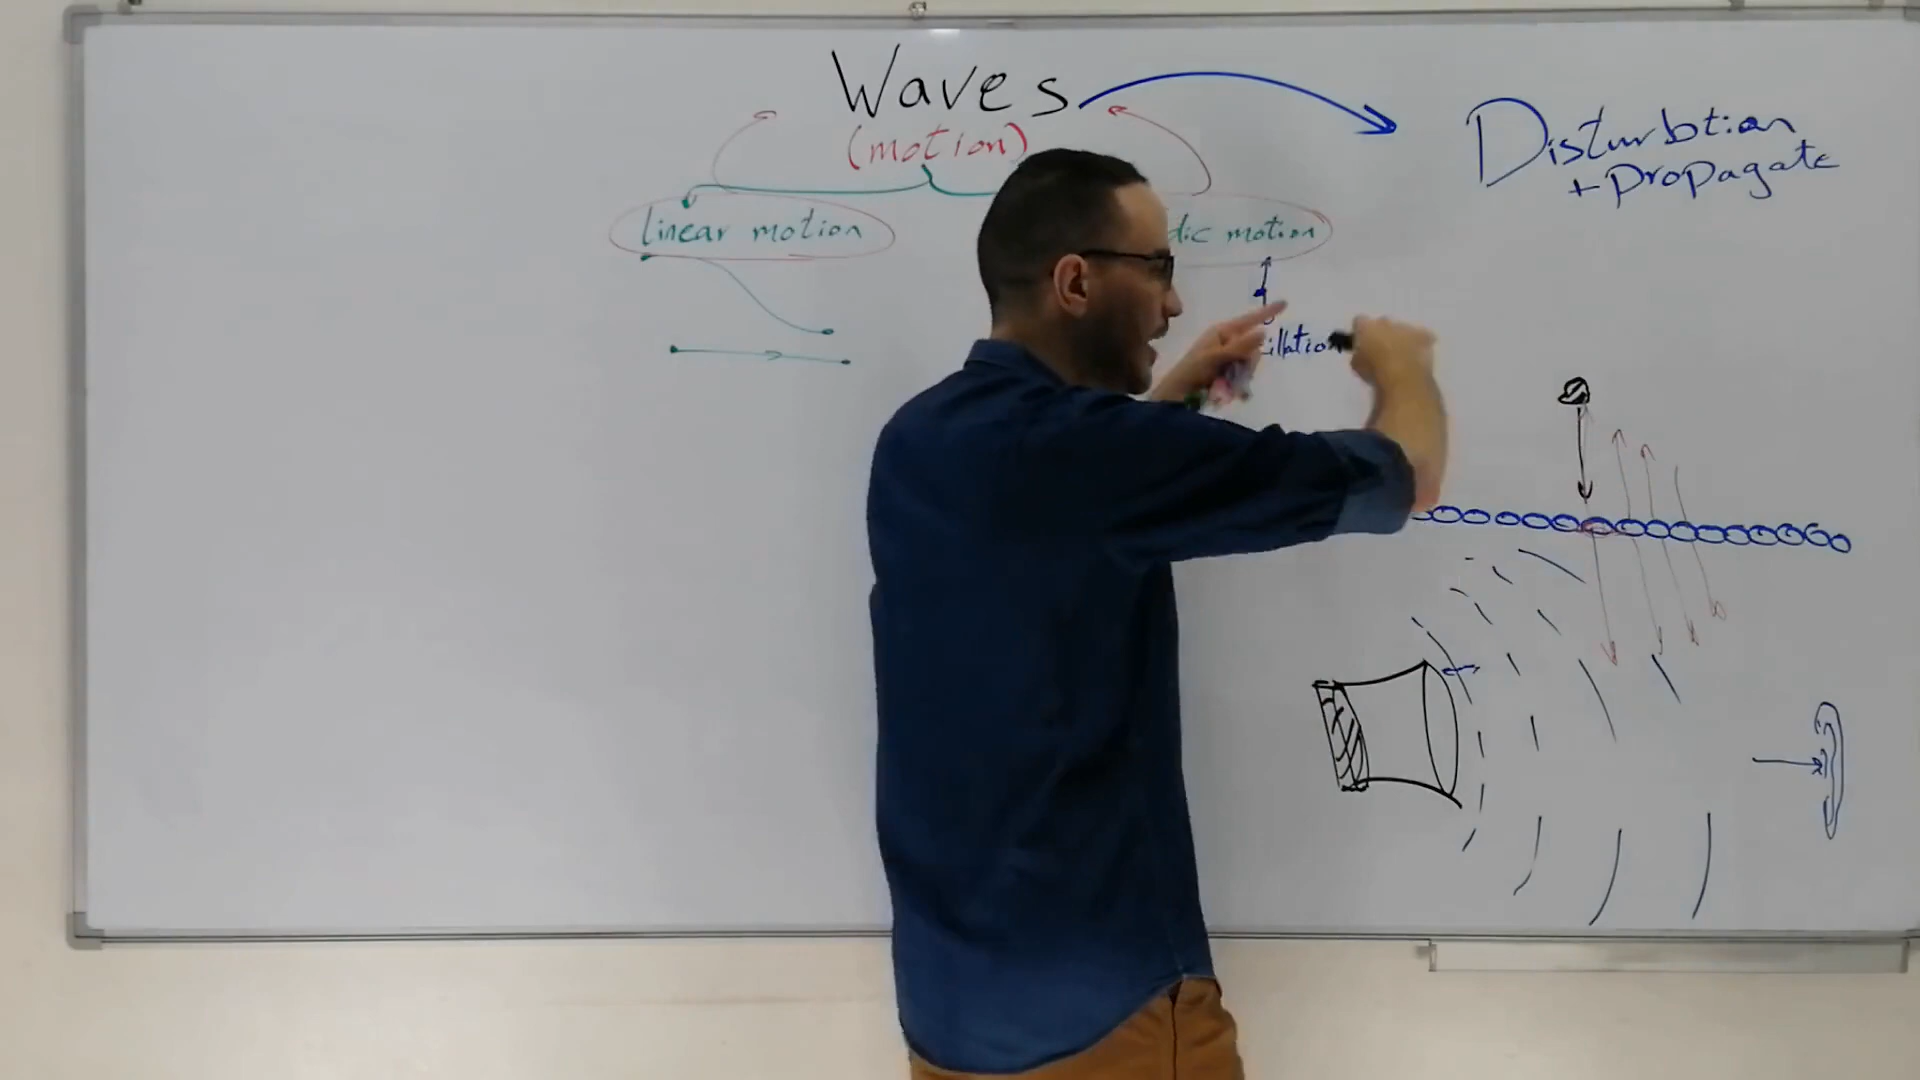 Waves
(motion)
Disturbtion
+ propagate
linear motion
dic motion
illation